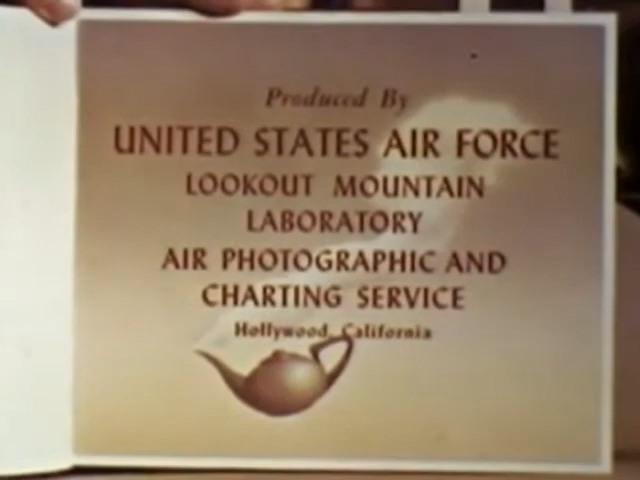 Produced By
UNITED STATES AIR FORCE
LOOKOUT MOUNTAIN
LABORATORY
AIR PHOTOGRAPHIC AND
CHARTING SERVICE
Hollywood, California